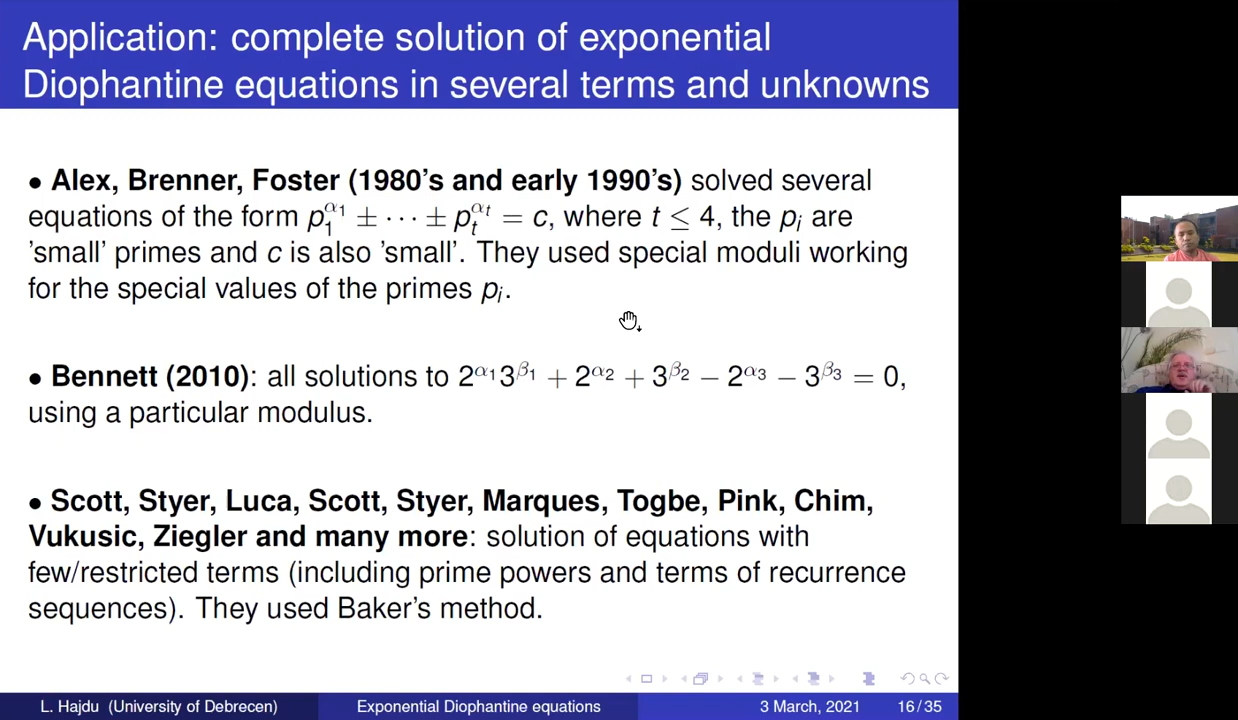 Application: complete solution of exponential
Diophantine equations in several terms and unknowns
• Alex, Brenner, Foster (1980's and early 1990's) solved several
equations of the form p₁^α₁ ± ⋯ ± pₜ^αₜ = c, where t ≤ 4, the pᵢ are
'small' primes and c is also 'small'. They used special moduli working
for the special values of the primes pᵢ.
• Bennett (2010): all solutions to 2^α₁3^β₁ + 2^α₂ + 3^β₂ − 2^α₃ − 3^β₃ = 0,
using a particular modulus.
• Scott, Styer, Luca, Scott, Styer, Marques, Togbe, Pink, Chim,
Vukusic, Ziegler and many more: solution of equations with
few/restricted terms (including prime powers and terms of recurrence
sequences). They used Baker's method.
L. Hajdu (University of Debrecen) Exponential Diophantine equations 3 March, 2021 16/35